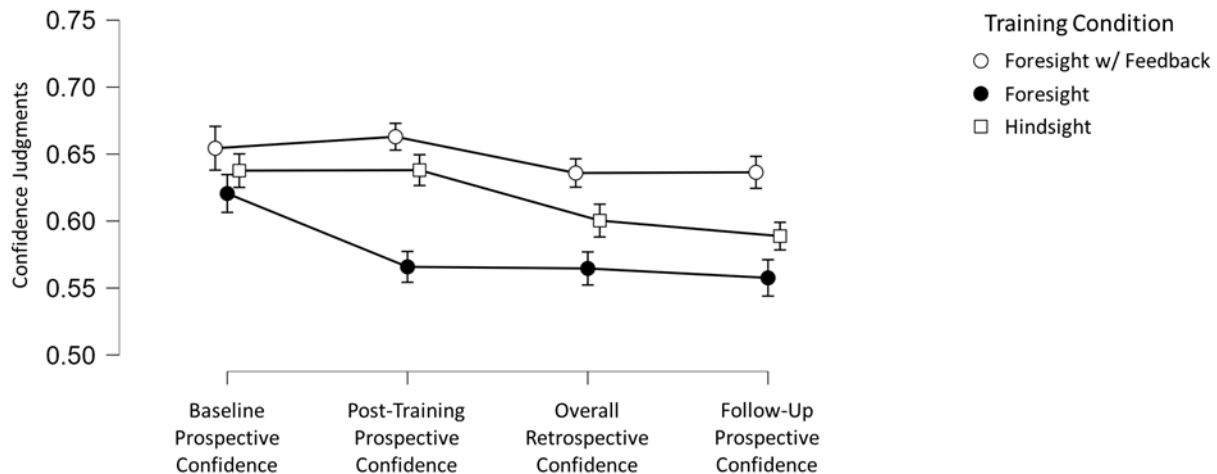 0.75
0.70
0.65
0.60
0.55
0.50
Confidence Judgments
Baseline
Prospective
Confidence
Post-Training
Prospective
Confidence
Overall
Retrospective
Confidence
Follow-Up
Prospective
Confidence
Training Condition
Foresight w/ Feedback
Foresight
Hindsight